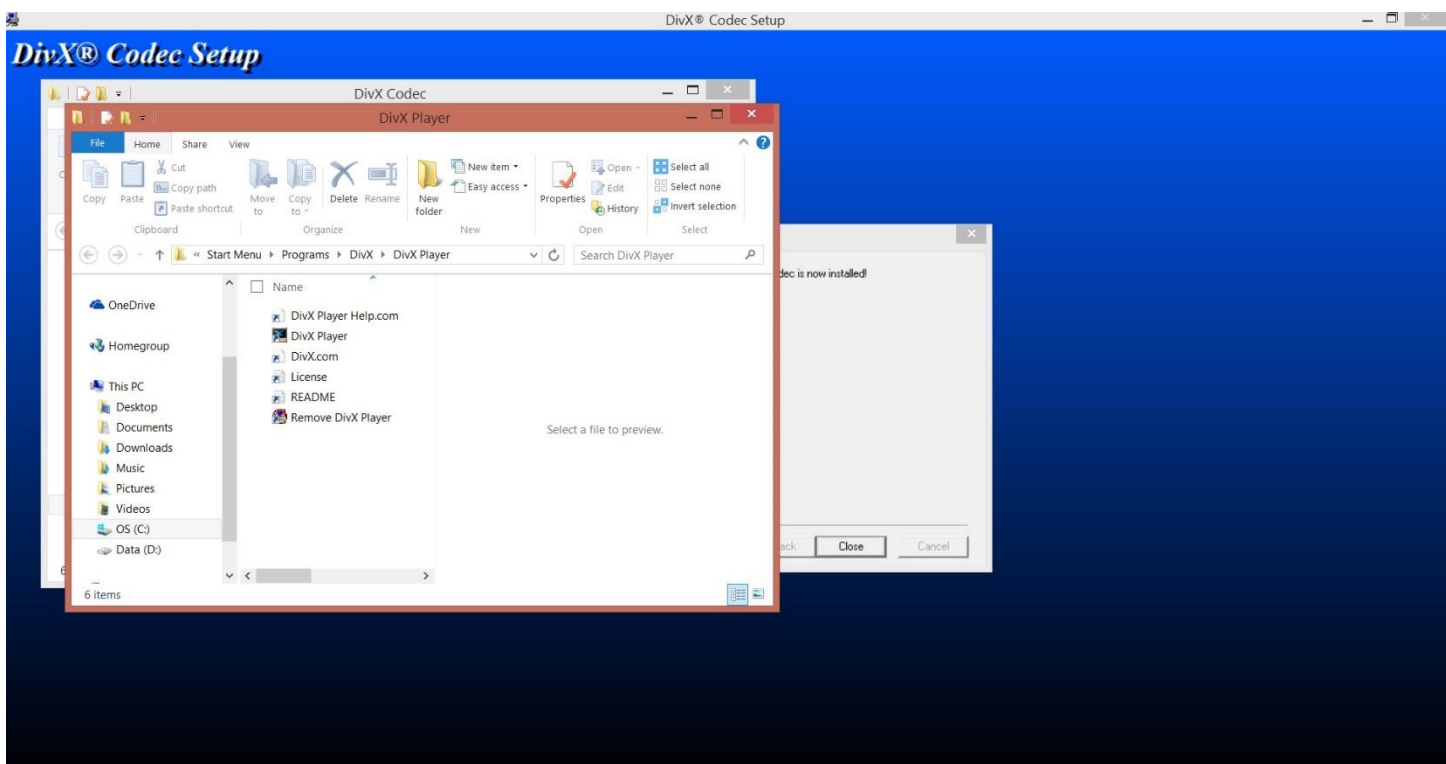 DivX® Codec Setup
DivX® Codec Setup
DivX Codec
DivX Player
File Home Share View
Copy
Paste
Cut
Copy path
Paste shortcut
Clipboard
Move to
Copy to
Delete
Rename
Organize
New folder
New item
Easy access
New
Properties
Open
Edit
History
Open
Select all
Select none
Invert selection
Select
« Start Menu Programs DivX DivX Player
Search DivX Player
OneDrive
Homegroup
This PC
Desktop
Documents
Downloads
Music
Pictures
Videos
OS (C:)
Data (D:)
Name
DivX Player Help.com
DivX Player
DivX.com
License
README
Remove DivX Player
Select a file to preview.
6 items
6
dec is now installed!
ack Close Cancel